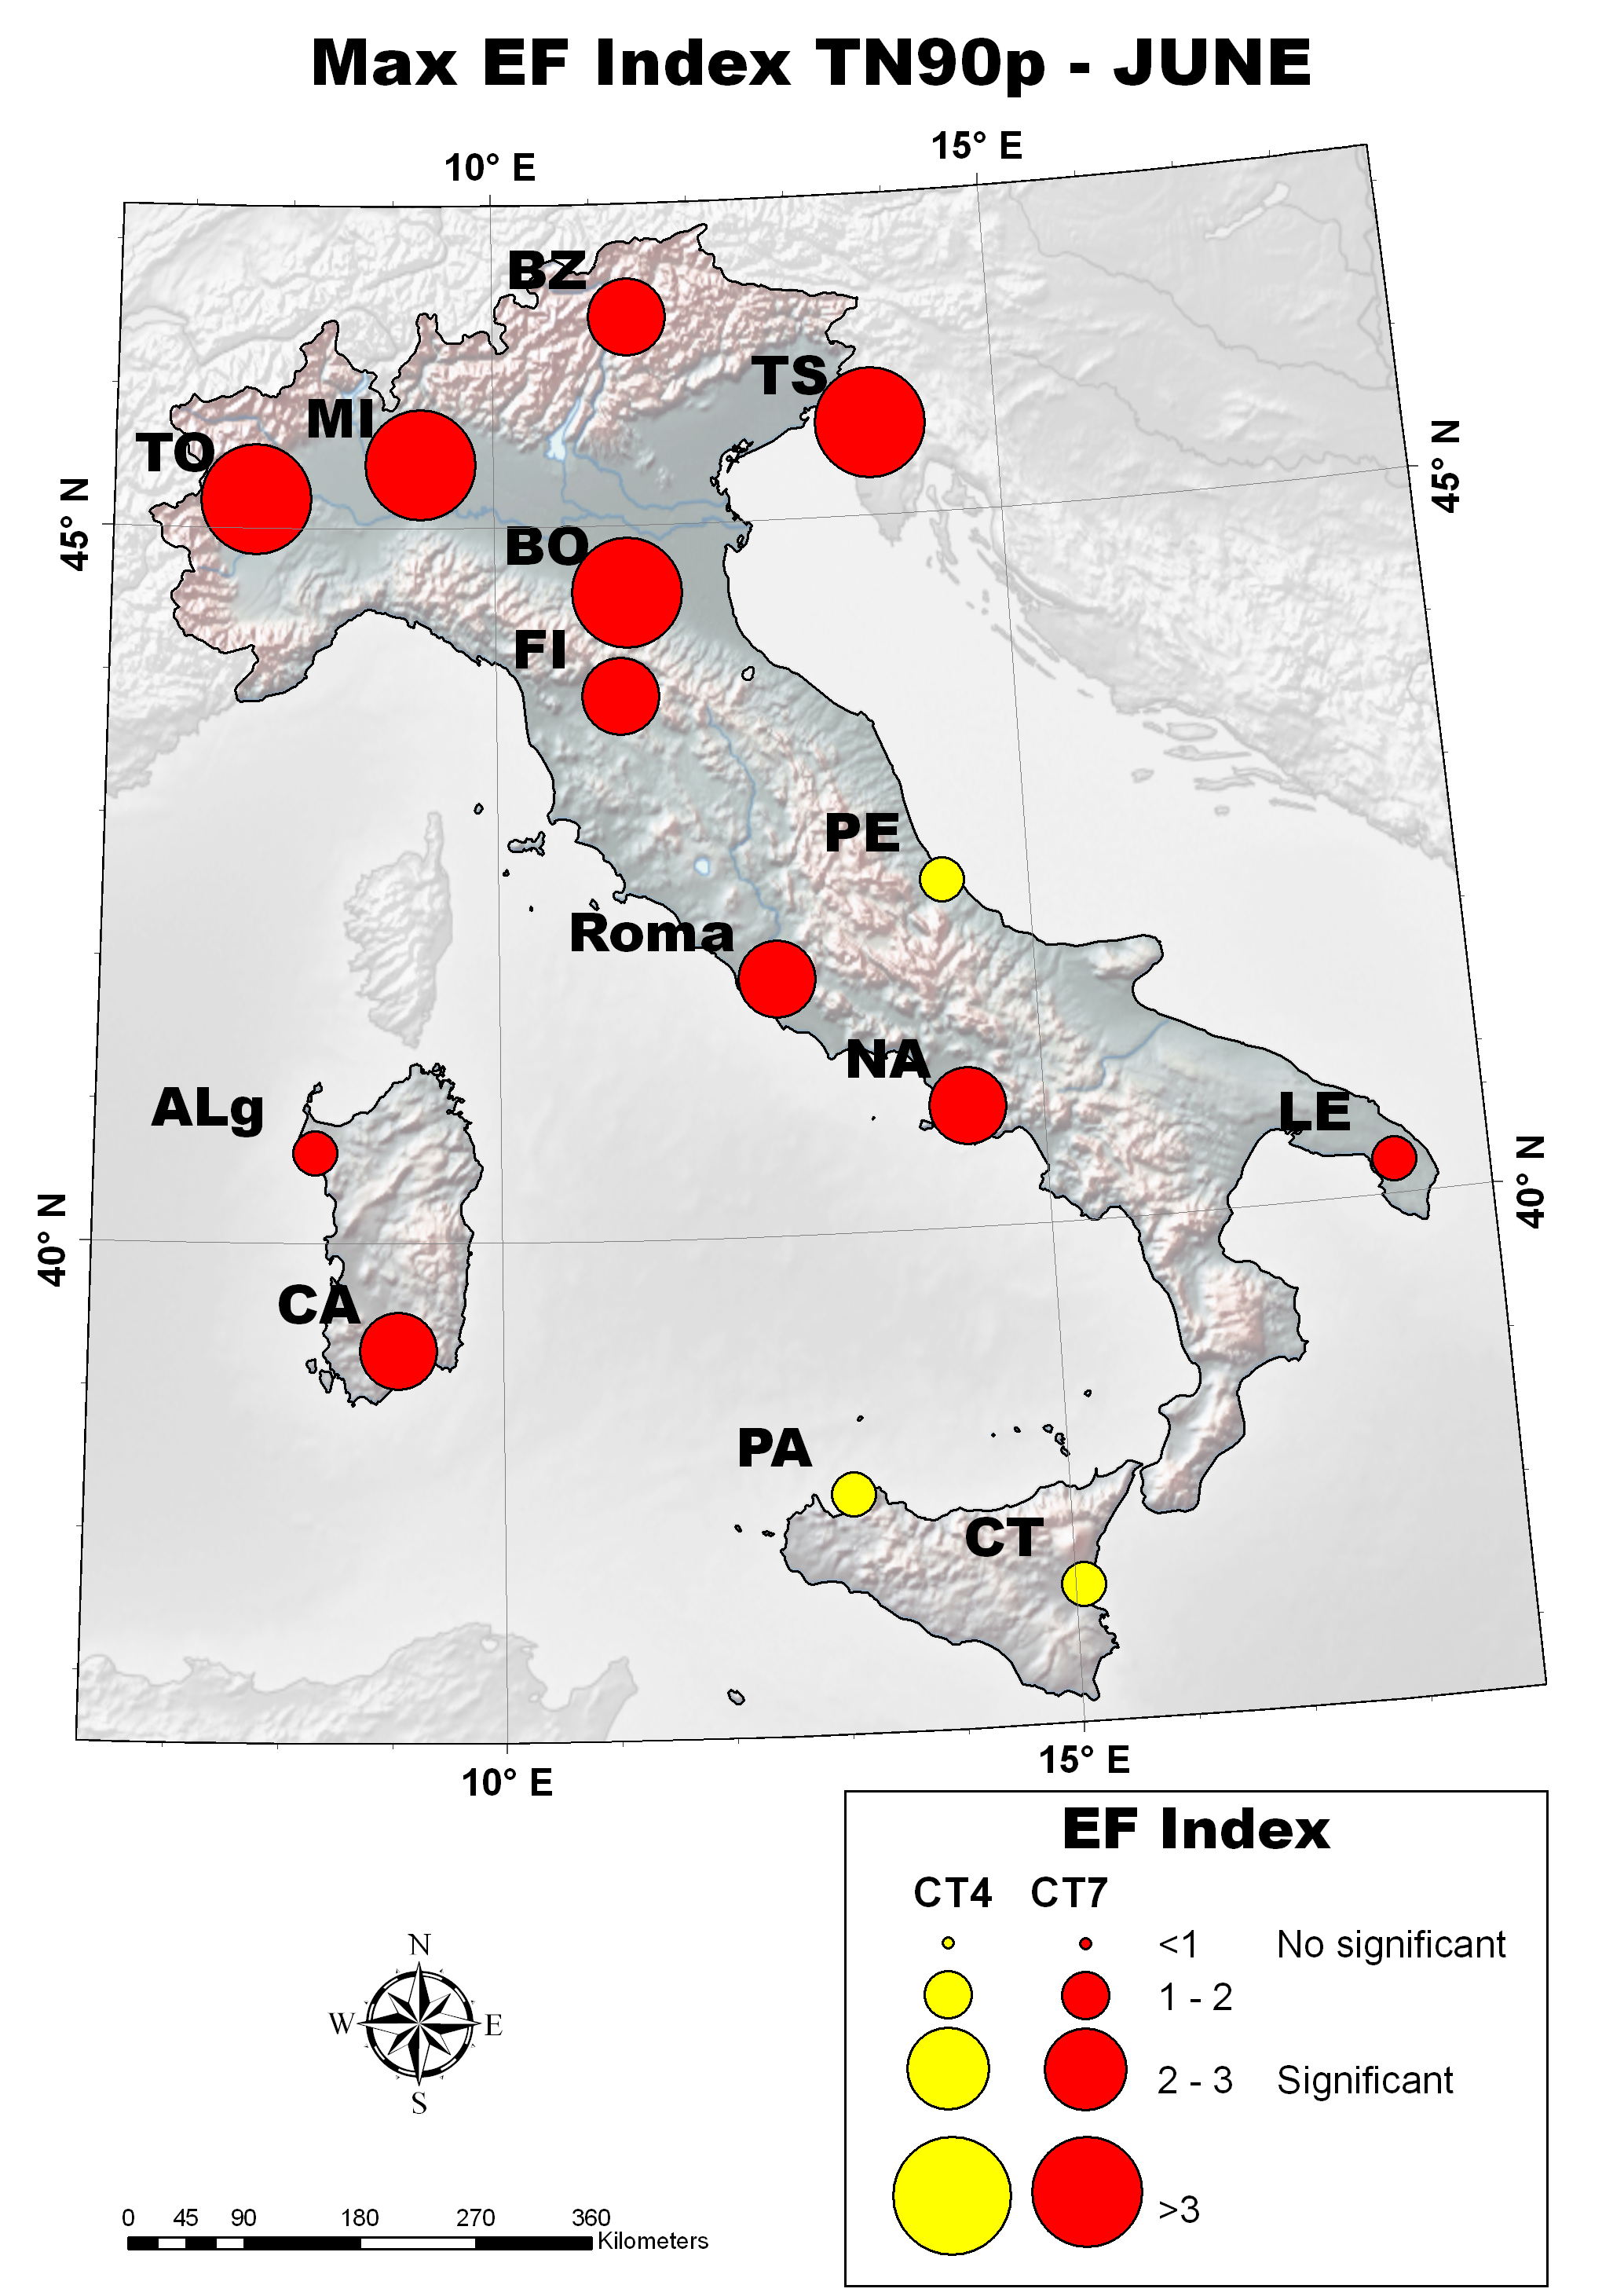 Max EF Index TN90p - JUNE
10° E
15° E
BZ
TS
MI
TO
45° N
45° N
BO
FI
PE
Roma
NA
ALg
LE
40° N
40° N
CA
PA
CT
10° E
15° E
EF Index
CT4 CT7
<1 No significant
1 - 2
2 - 3 Significant
>3
N
W E
S
0 45 90 180 270 360
Kilometers